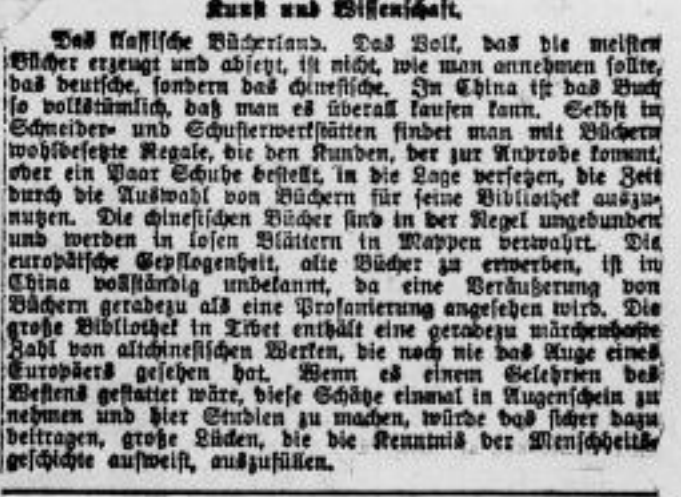 Kunst und Wissenschaft.
Das klassische Bücherland. Das Volk, das die meisten
Bücher erzeugt und absetzt, ist nicht, wie man annehmen sollte,
das deutsche, sondern das chinesische. In China ist das Buch
so volkstümlich, daß man es überall kaufen kann. Selbst in
Schneider- und Schusterwerkstätten findet man mit Büchern
wohlbesetzte Regale, die den Kunden, der zur Anprobe kommt,
oder ein Paar Schuhe bestellt, in die Lage versetzen, die Zeit
durch die Auswahl von Büchern für seine Bibliothek auszu-
nutzen. Die chinesischen Bücher sind in der Regel ungebunden
und werden in losen Blättern in Mappen verwahrt. Die
europäische Gepflogenheit, alte Bücher zu erwerben, ist in
China vollständig unbekannt, da eine Veräußerung von
Büchern geradezu als eine Profanierung angesehen wird. Die
große Bibliothek in Tibet enthält eine geradezu märchenhafte
Zahl von altchinesischen Werken, die noch nie das Auge eines
Europäers gesehen hat. Wenn es einem Gelehrten des
Westens gestattet wäre, diese Schätze einmal in Augenschein zu
nehmen und hier Studien zu machen, würde das sicher dazu
beitragen, große Lücken, die die Kenntnis der Menschheits-
geschichte aufweist, auszufüllen.